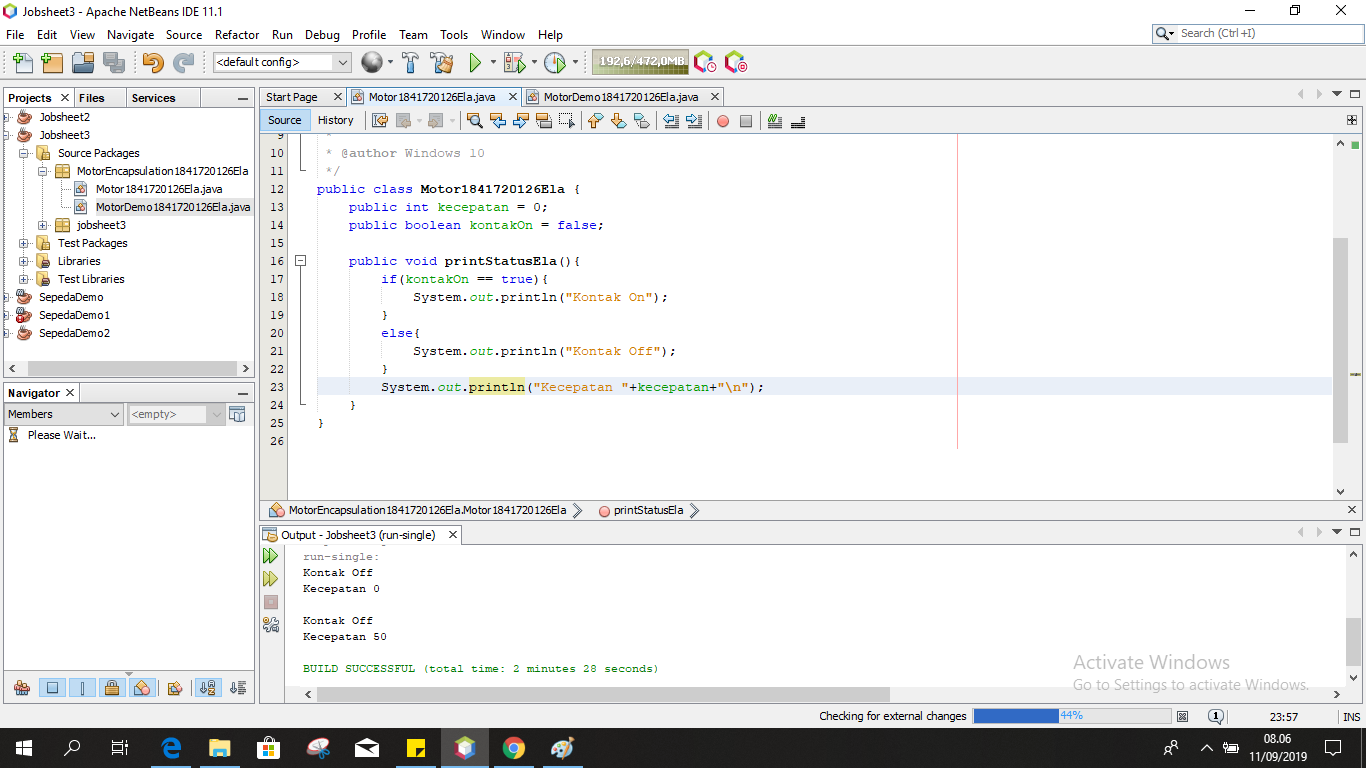 Jobsheet3 - Apache NetBeans IDE 11.1
File Edit View Navigate Source Refactor Run Debug Profile Team Tools Window Help
Search (Ctrl+I)
<default config>
192,6/472,0MB
Projects Files Services
Jobsheet2
Jobsheet3
Source Packages
MotorEncapsulation1841720126Ela
Motor1841720126Ela.java
MotorDemo1841720126Ela.java
jobsheet3
Test Packages
Libraries
Test Libraries
SepedaDemo
SepedaDemo1
SepedaDemo2
Navigator
Members <empty>
Please Wait...
Start Page Motor1841720126Ela.java MotorDemo1841720126Ela.java
Source History
9 *
10 * @author Windows 10
11 */
12 public class Motor1841720126Ela {
13 public int kecepatan = 0;
14 public boolean kontakOn = false;
15
16 public void printStatusEla(){
17 if(kontakOn == true){
18 System.out.println("Kontak On");
19 }
20 else{
21 System.out.println("Kontak Off");
22 }
23 System.out.println("Kecepatan "+kecepatan+"\n");
24 }
25 }
26
MotorEncapsulation1841720126Ela.Motor1841720126Ela printStatusEla
Output - Jobsheet3 (run-single)
run-single:
Kontak Off
Kecepatan 0
Kontak Off
Kecepatan 50
BUILD SUCCESSFUL (total time: 2 minutes 28 seconds)
Activate Windows
Go to Settings to activate Windows.
Checking for external changes 44% 1 23:57 INS
08.06
11/09/2019